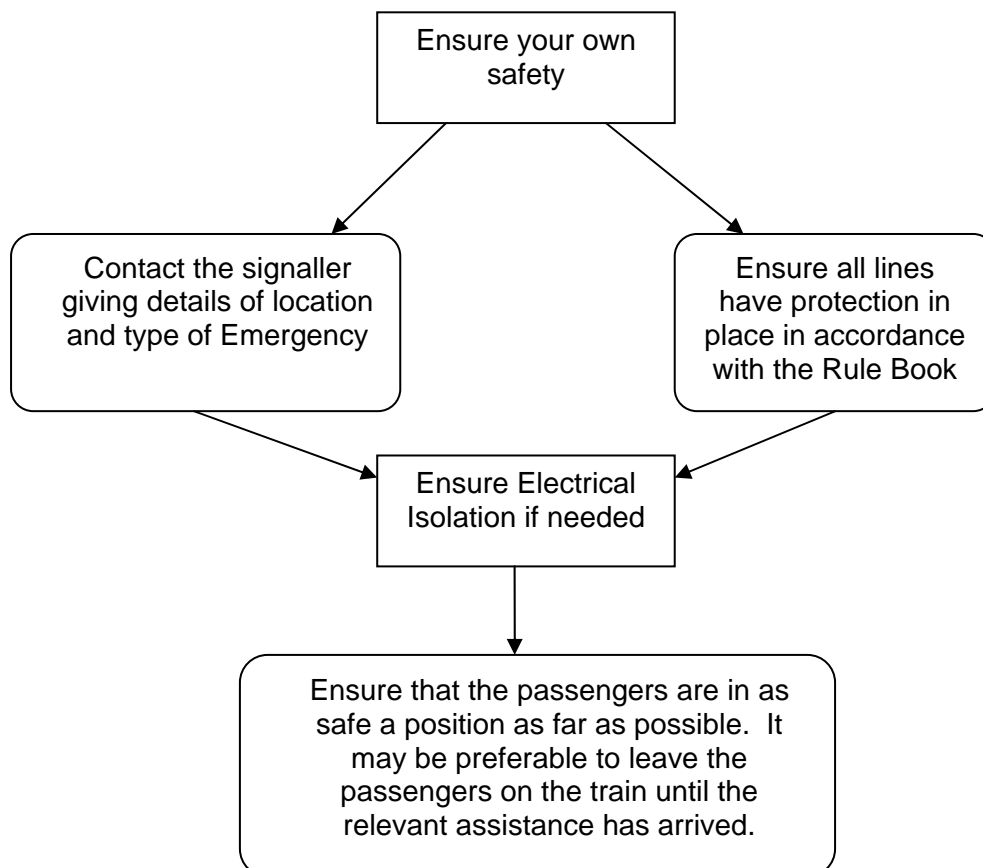 Ensure your own
safety
Contact the signaller
giving details of location
and type of Emergency
Ensure all lines
have protection in
place in accordance
with the Rule Book
Ensure Electrical
Isolation if needed
Ensure that the passengers are in as
safe a position as far as possible.  It
may be preferable to leave the
passengers on the train until the
relevant assistance has arrived.